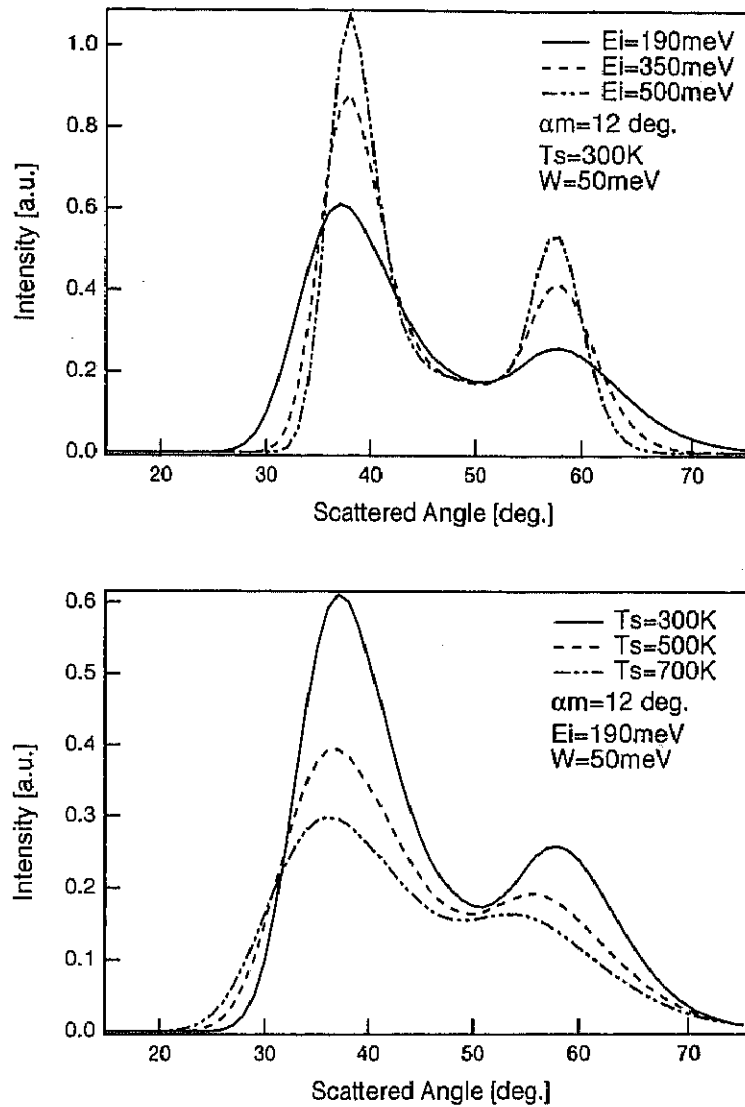 1.0
0.8
0.6
0.4
0.2
0.0
Intensity [a.u.]
Ei=190meV
Ei=350meV
Ei=500meV
αm=12 deg.
Ts=300K
W=50meV
20 30 40 50 60 70
Scattered Angle [deg.]
0.6
0.5
0.4
0.3
0.2
0.1
0.0
Intensity [a.u.]
Ts=300K
Ts=500K
Ts=700K
αm=12 deg.
Ei=190meV
W=50meV
20 30 40 50 60 70
Scattered Angle [deg.]